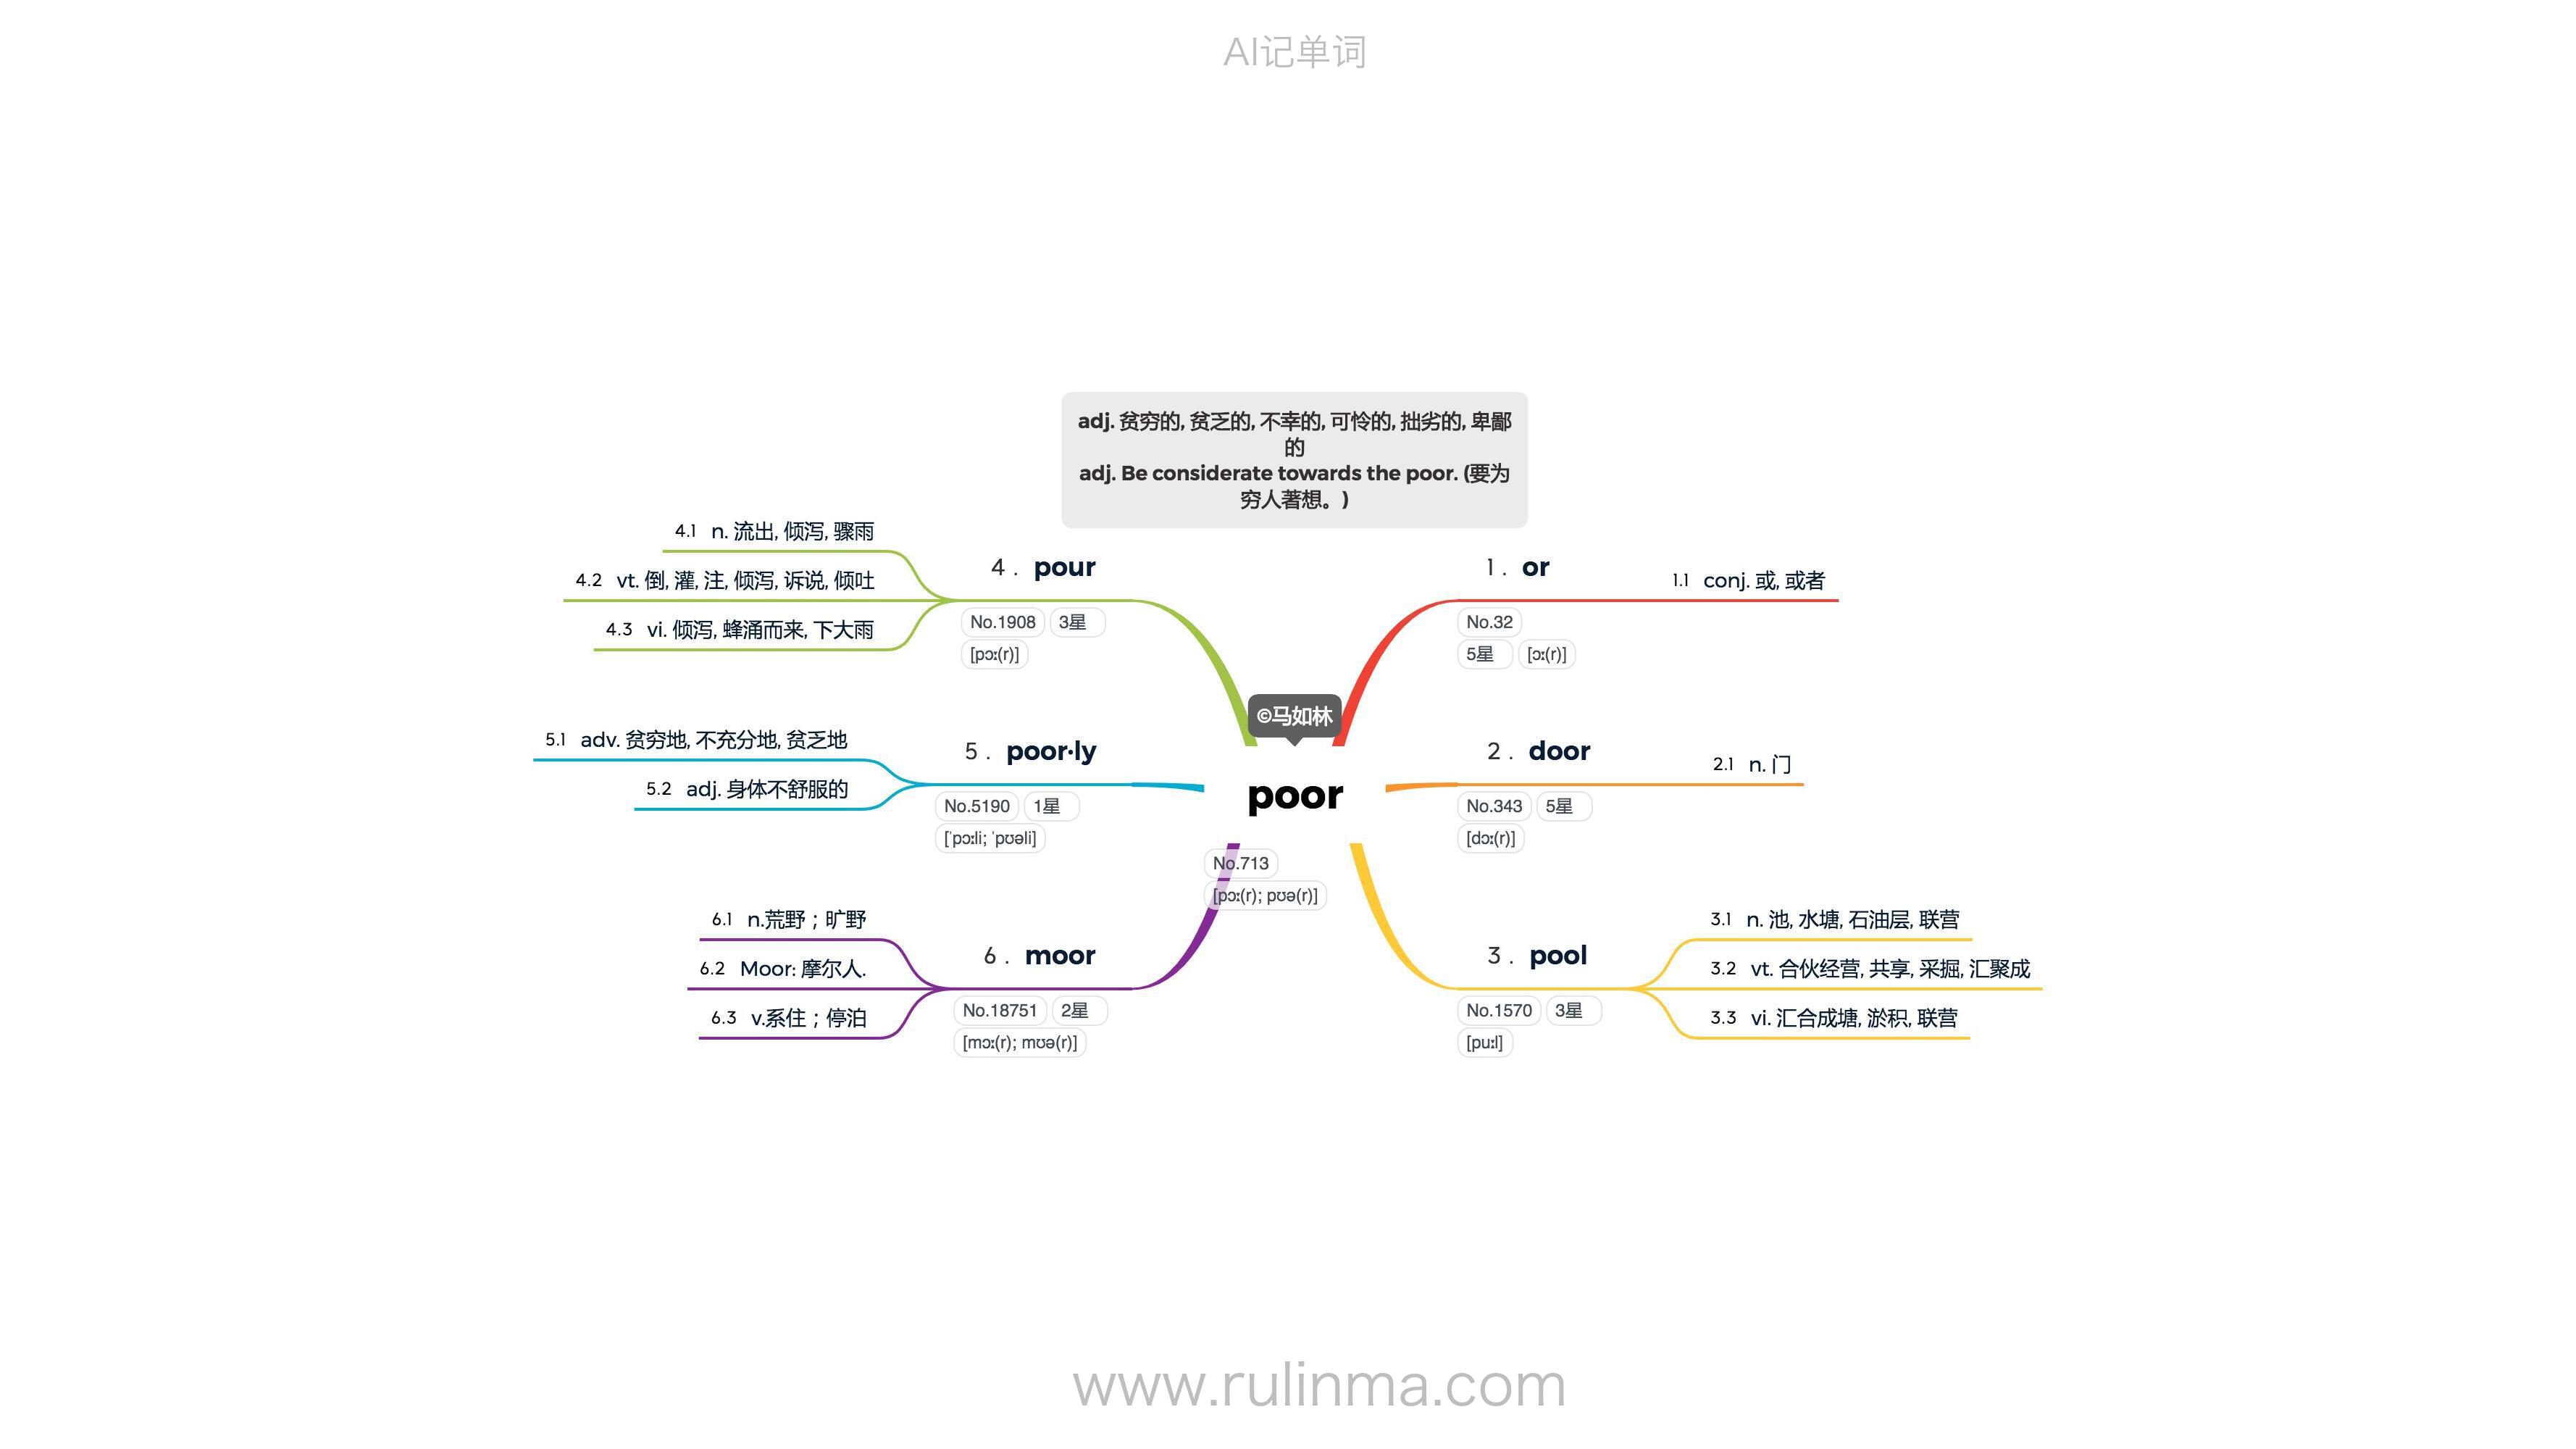 AI记单词
adj. 贫穷的, 贫乏的, 不幸的, 可怜的, 拙劣的, 卑鄙
的
adj. Be considerate towards the poor. (要为
穷人著想。)
©马如林
poor
No.713
[pɔː(r); pʊə(r)]
1 . or
No.32
5星 [ɔː(r)]
1.1 conj. 或, 或者
2 . door
No.343 5星
[dɔː(r)]
2.1 n. 门
3 . pool
No.1570 3星
[puːl]
3.1 n. 池, 水塘, 石油层, 联营
3.2 vt. 合伙经营, 共享, 采掘, 汇聚成
3.3 vi. 汇合成塘, 淤积, 联营
4 . pour
No.1908 3星
[pɔː(r)]
4.1 n. 流出, 倾泻, 骤雨
4.2 vt. 倒, 灌, 注, 倾泻, 诉说, 倾吐
4.3 vi. 倾泻, 蜂涌而来, 下大雨
5 . poor·ly
No.5190 1星
[ˈpɔːli; ˈpʊəli]
5.1 adv. 贫穷地, 不充分地, 贫乏地
5.2 adj. 身体不舒服的
6 . moor
No.18751 2星
[mɔː(r); mʊə(r)]
6.1 n.荒野；旷野
6.2 Moor: 摩尔人.
6.3 v.系住；停泊
www.rulinma.com